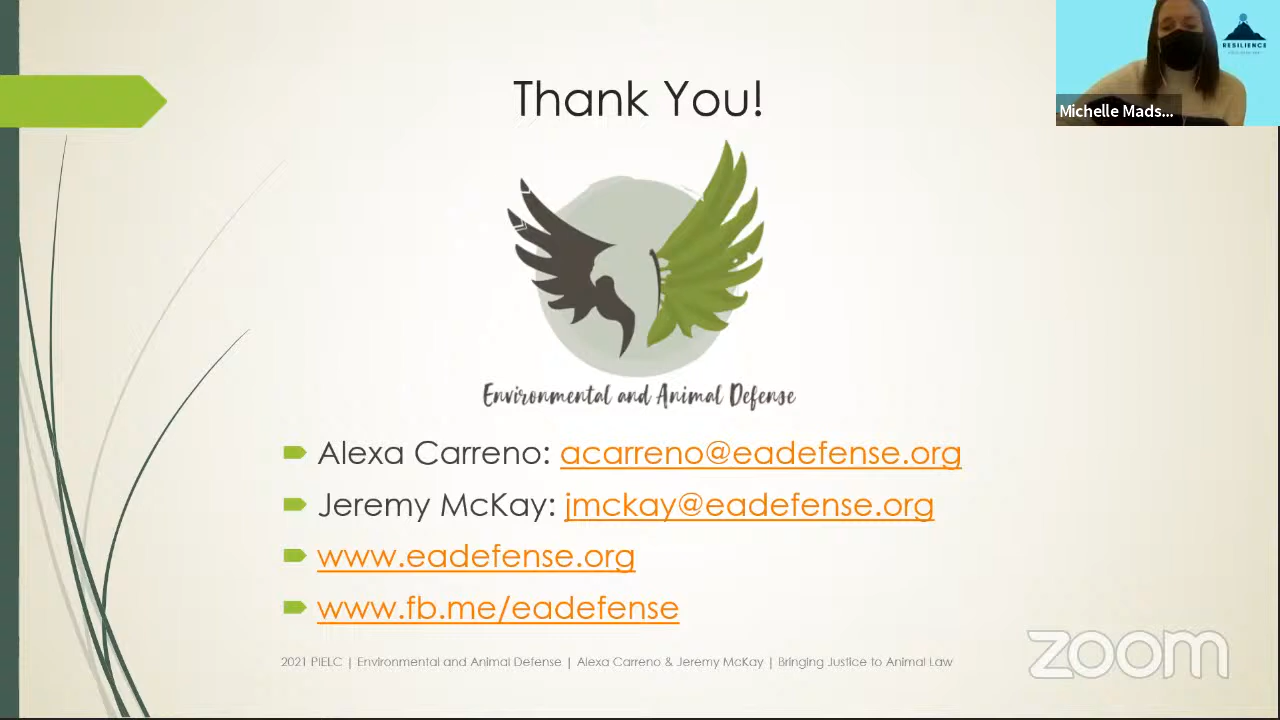 Thank You!
RESILIENCE
Michelle Mads...
Environmental and Animal Defense
Alexa Carreno: acarreno@eadefense.org
Jeremy McKay: jmckay@eadefense.org
www.eadefense.org
www.fb.me/eadefense
2021 PIELC | Environmental and Animal Defense | Alexa Carreno & Jeremy McKay | Bringing Justice to Animal Law
zoom